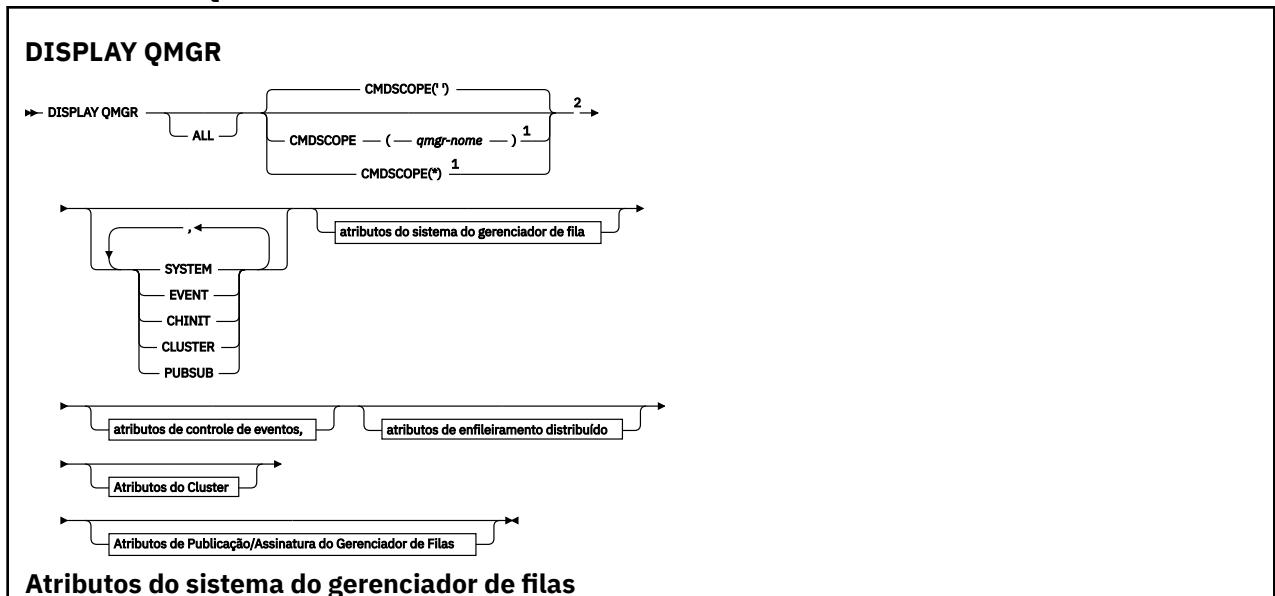 DISPLAY QMGR
CMDSCOPE(' ')
DISPLAY QMGR
ALL
CMDSCOPE ( qmgr-nome ) 1
CMDSCOPE(*) 1
2
,
SYSTEM
EVENT
CHINIT
CLUSTER
PUBSUB
atributos do sistema do gerenciador de fila
atributos de controle de eventos,
atributos de enfileiramento distribuído
Atributos do Cluster
Atributos de Publicação/Assinatura do Gerenciador de Filas
Atributos do sistema do gerenciador de filas